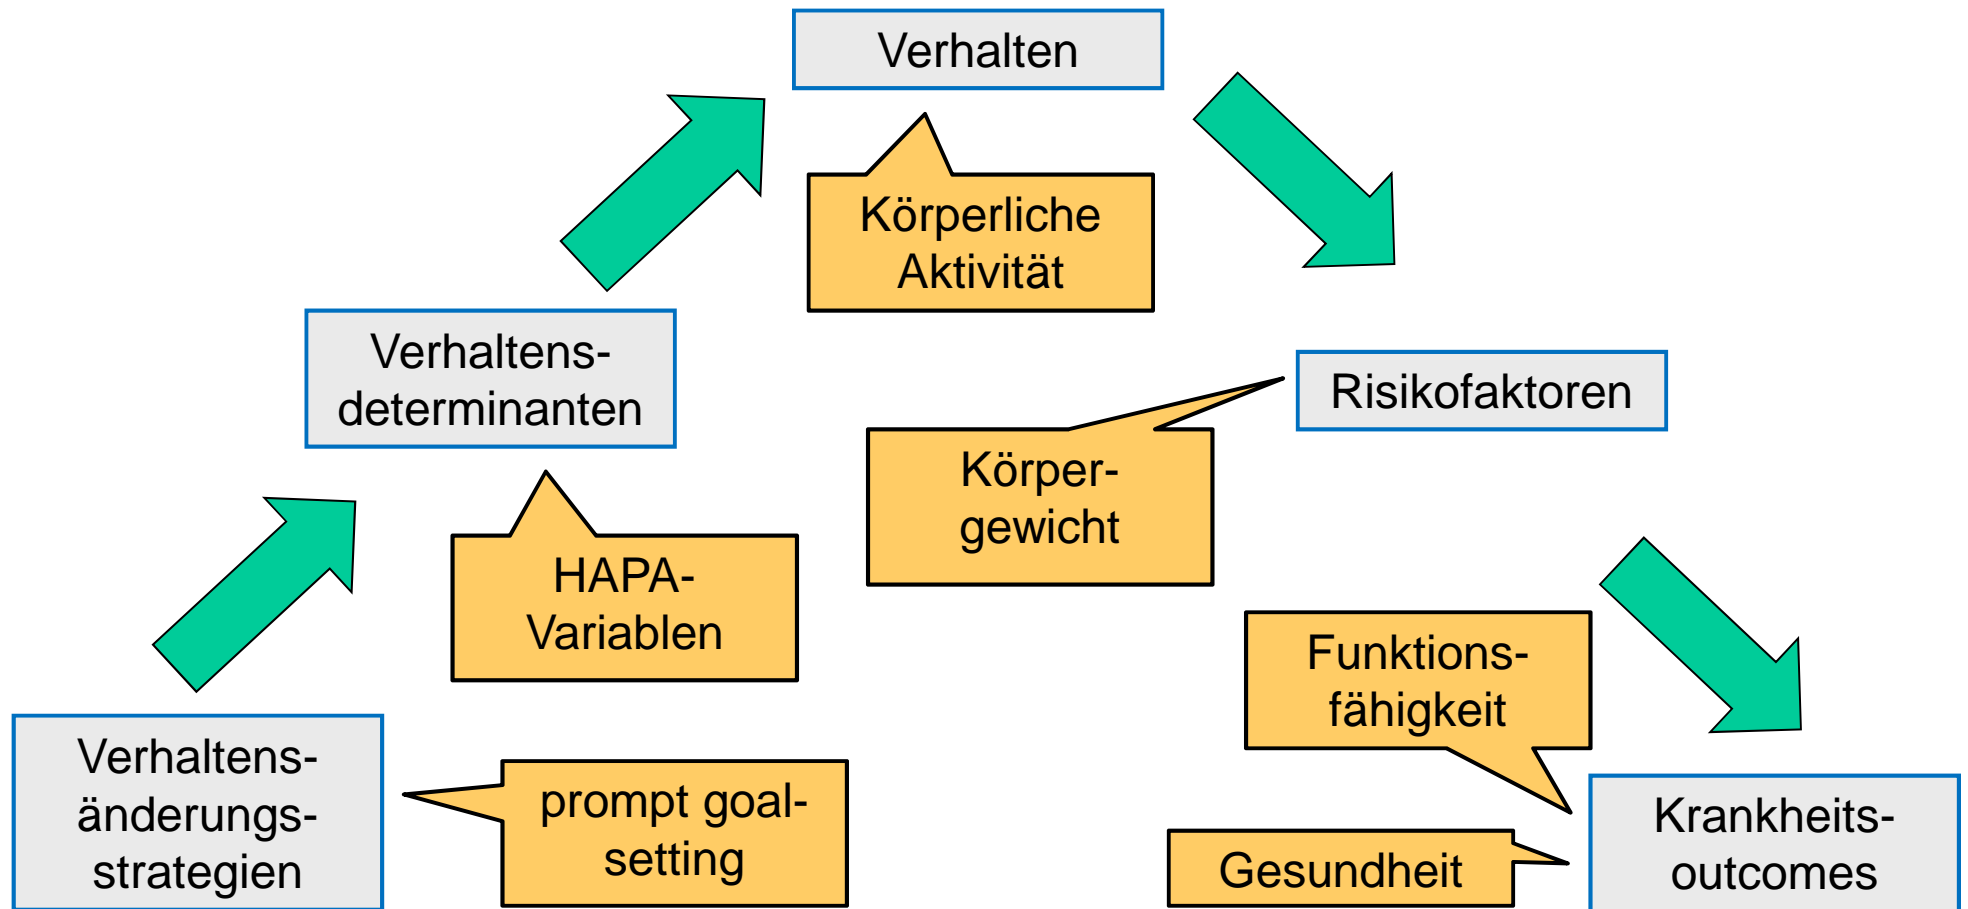 Verhalten
Körperliche
Aktivität
Verhaltens-
determinanten
Risikofaktoren
Körper-
gewicht
HAPA-
Variablen
Funktions-
fähigkeit
Verhaltens-
änderungs-
strategien
prompt goal-
setting
Gesundheit
Krankheits-
outcomes